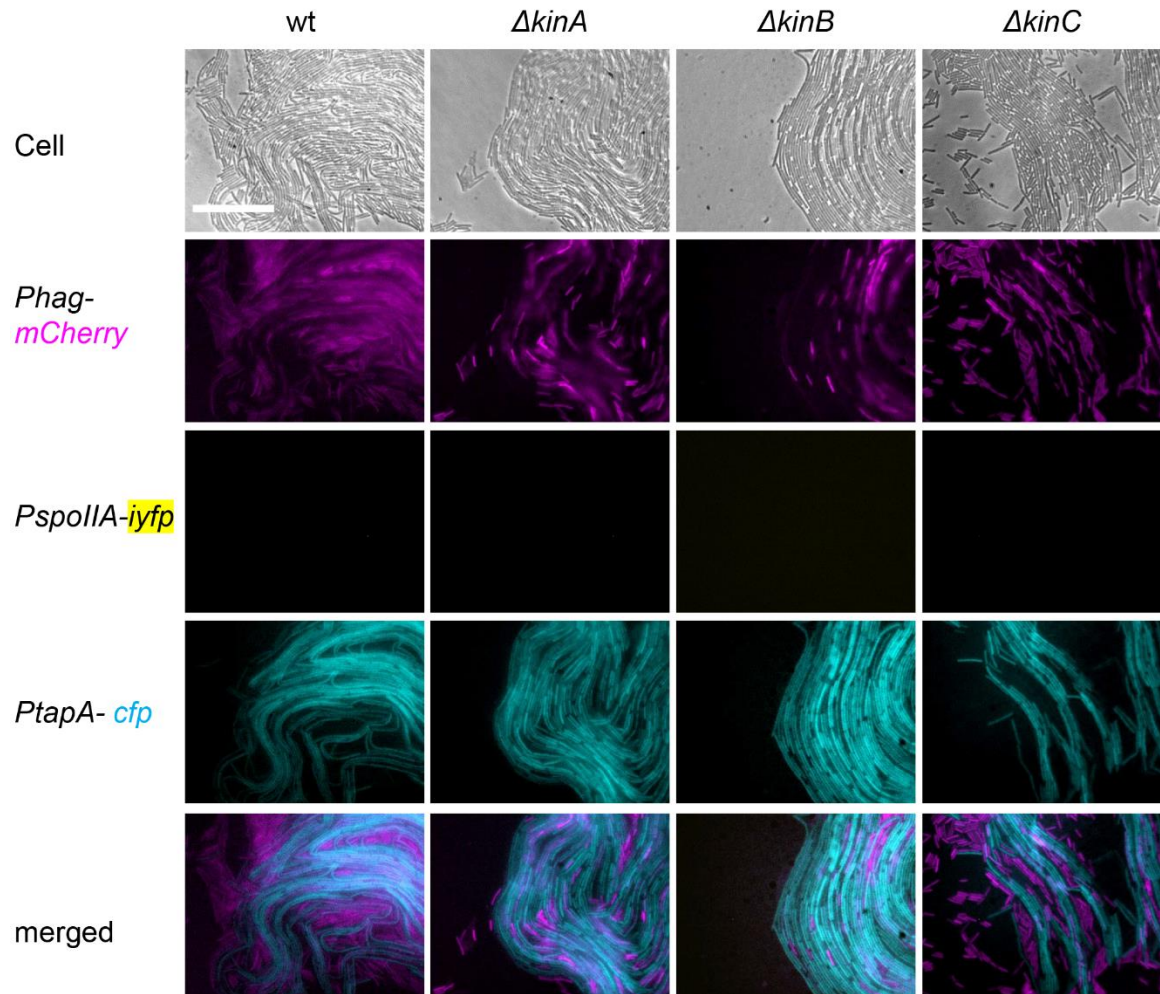 wt ΔkinA ΔkinB ΔkinC
Cell
Phag-
mCherry
PspoIIA-iyfp
PtapA- cfp
merged